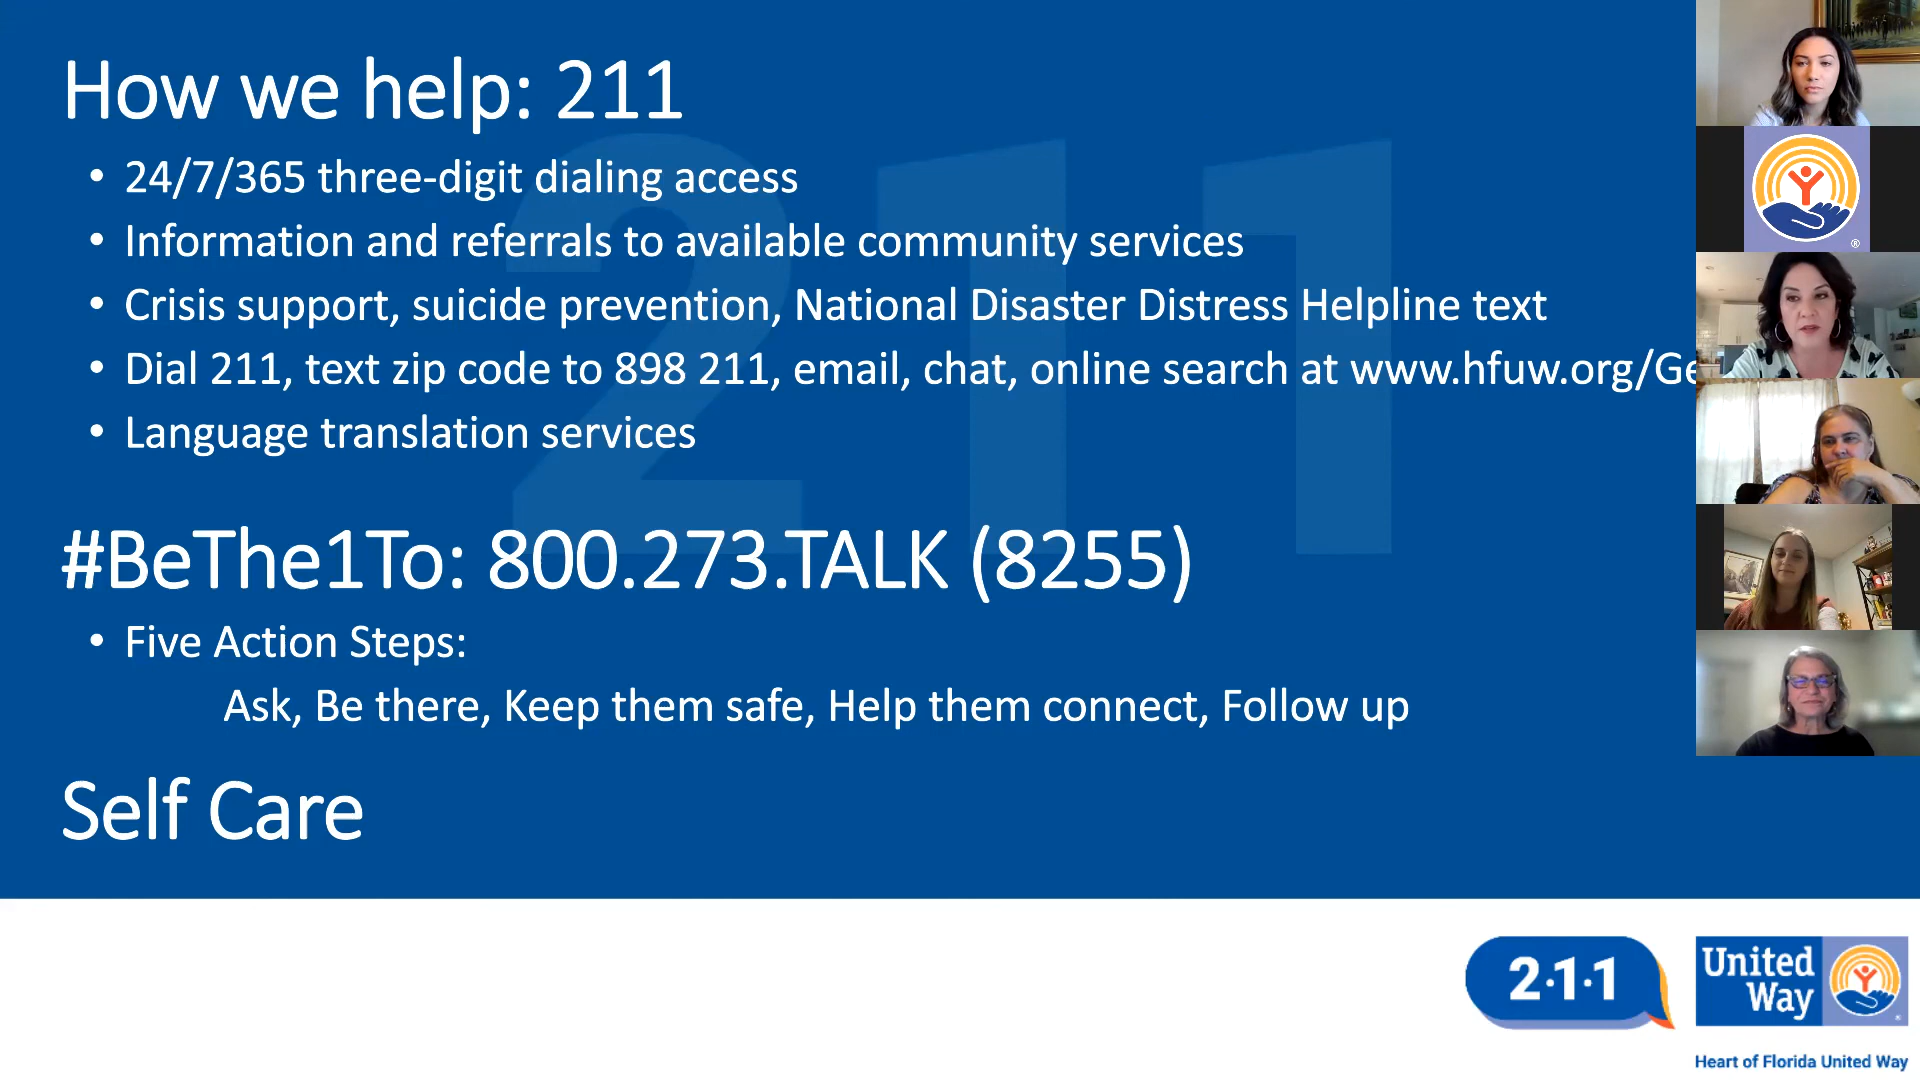 How we help: 211
• 24/7/365 three-digit dialing access
• Information and referrals to available community services
• Crisis support, suicide prevention, National Disaster Distress Helpline text
• Dial 211, text zip code to 898 211, email, chat, online search at www.hfuw.org/Ge
• Language translation services
211
#BeThe1To: 800.273.TALK (8255)
• Five Action Steps:
Ask, Be there, Keep them safe, Help them connect, Follow up
Self Care
2·1·1
United
Way
Heart of Florida United Way